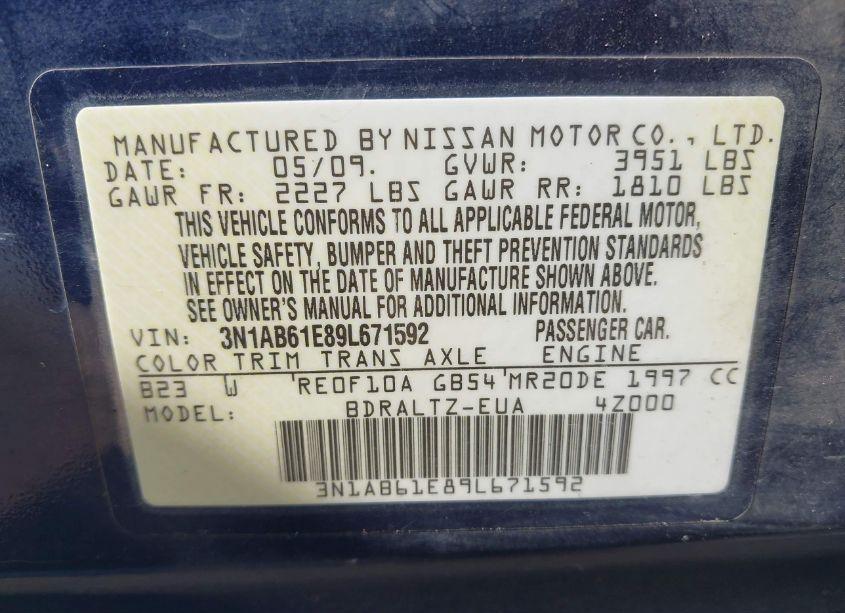 MANUFACTURED BY NISSAN MOTOR CO., LTD.
DATE: 05/09. GVWR: 3951 LBS
GAWR FR: 2227 LBS GAWR RR: 1810 LBS
THIS VEHICLE CONFORMS TO ALL APPLICABLE FEDERAL MOTOR,
VEHICLE SAFETY, BUMPER AND THEFT PREVENTION STANDARDS
IN EFFECT ON THE DATE OF MANUFACTURE SHOWN ABOVE.
SEE OWNER'S MANUAL FOR ADDITIONAL INFORMATION.
VIN: 3N1AB61E89L671592 PASSENGER CAR.
COLOR TRIM TRANS AXLE ENGINE
B23 W RE0F10A GB54 MR20DE 1997 CC
MODEL: BDRALTZ-EUA 4Z000
3N1AB61E89L671592